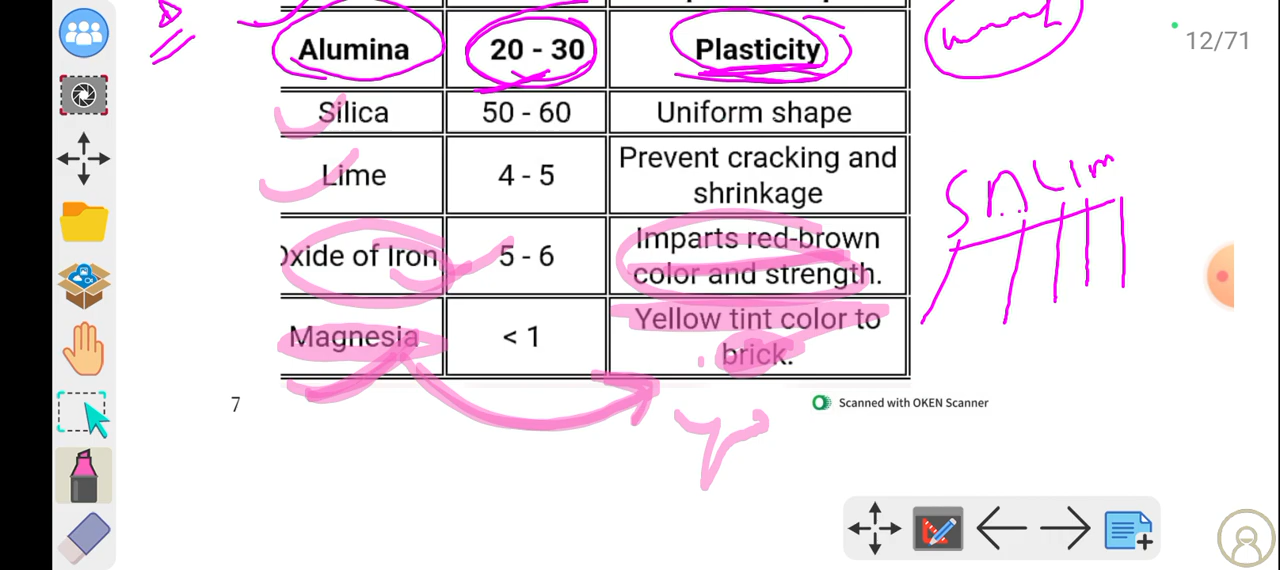 12/71
Alumina 20 - 30 Plasticity
Silica 50 - 60 Uniform shape
Lime 4 - 5 Prevent cracking and
shrinkage
Oxide of Iron 5 - 6 Imparts red-brown
color and strength.
Magnesia < 1 Yellow tint color to
brick.
7
Scanned with OKEN Scanner
Y